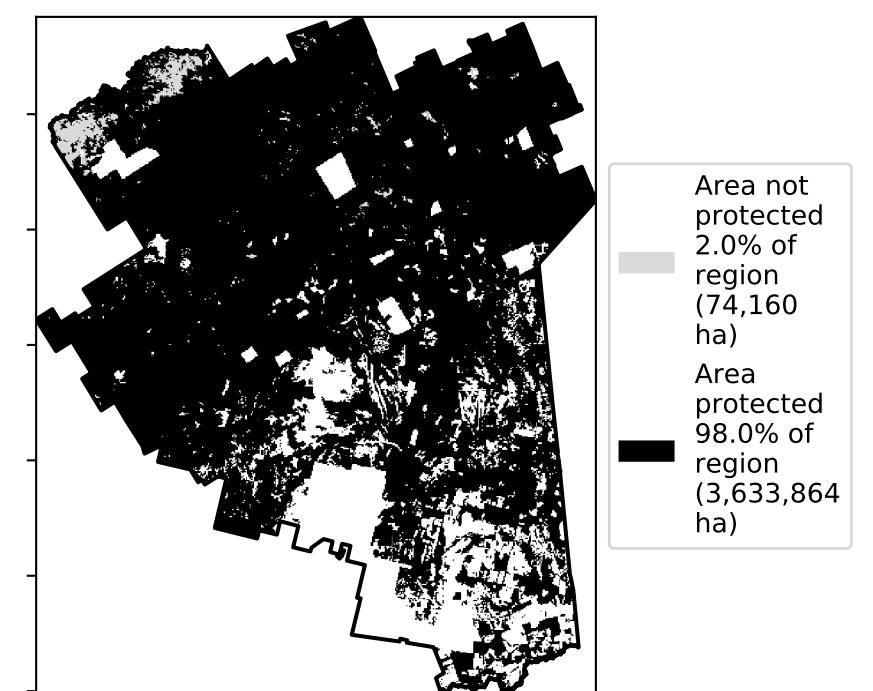 Area not
protected
2.0% of
region
(74,160
ha)
Area
protected
98.0% of
region
(3,633,864
ha)